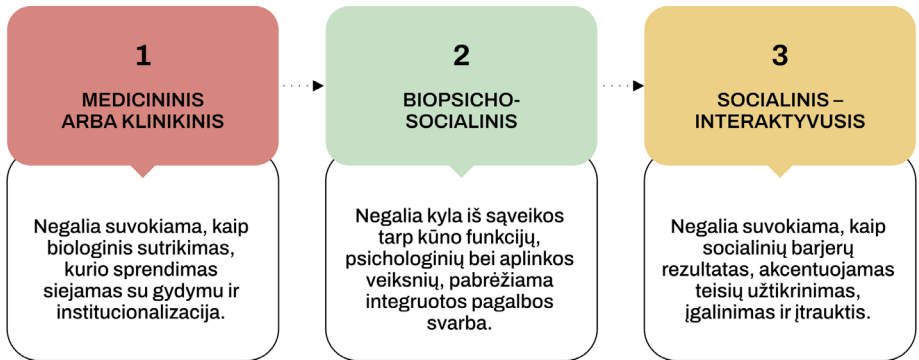 1
MEDICININIS
ARBA KLINIKINIS
Negalia suvokiama, kaip
biologinis sutrikimas,
kurio sprendimas
siejamas su gydymu ir
institucionalizacija.
2
BIOPSICHO-
SOCIALINIS
Negalia kyla iš sąveikos
tarp kūno funkcijų,
psichologinių bei aplinkos
veiksnių, pabrėžiama
integruotos pagalbos
svarba.
3
SOCIALINIS –
INTERAKTYVUSIS
Negalia suvokiama, kaip
socialinių barjerų
rezultatas, akcentuojamas
teisių užtikrinimas,
įgalinimas ir įtrauktis.